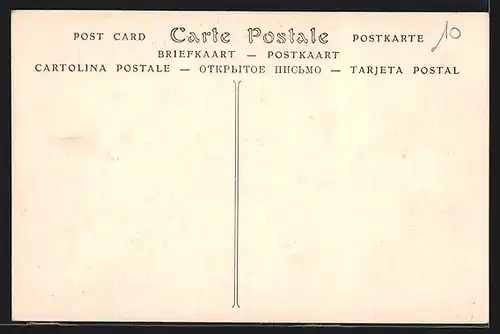 POST CARD Carte Postale POSTKARTE 10
BRIEFKAART — POSTKAART
CARTOLINA POSTALE — ОТКРЫТОЕ ПИСЬМО — TARJETA POSTAL